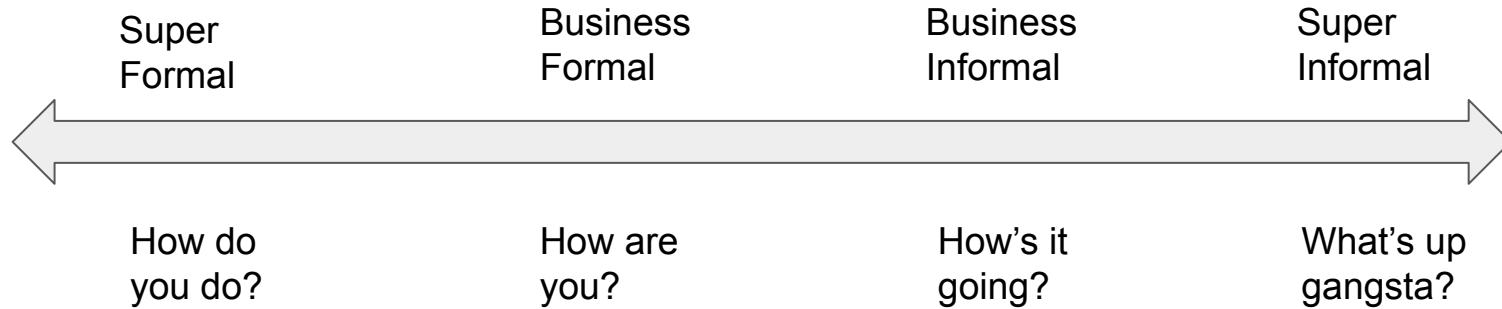 Super
Formal
Business
Formal
Business
Informal
Super
Informal
How do
you do?
How are
you?
How’s it
going?
What’s up
gangsta?